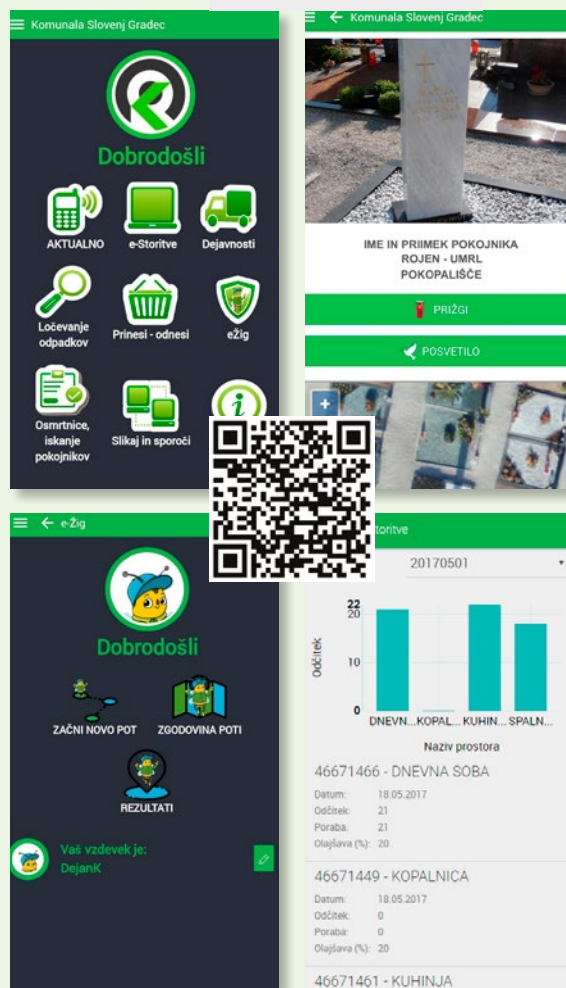 Komunala Slovenj Gradec
Dobrodošli
AKTUALNO
e-Storitve
Dejavnosti
Ločevanje
odpadkov
Prinesi - odnesi
eŽig
Osmrtnice,
iskanje
pokojnikov
Slikaj in sporoči
Komunala Slovenj Gradec
IME IN PRIIMEK POKOJNIKA
ROJEN - UMRL
POKOPALIŠČE
PRIŽGI
POSVETILO
+
e-Žig
Dobrodošli
ZAČNI NOVO POT
ZGODOVINA POTI
REZULTATI
Vaš vzdevek je:
DejanK
toritve
20170501
22
20
10
0
Odčitek
DNEVN... KOPAL... KUHIN... SPALN...
Naziv prostora
46671466 - DNEVNA SOBA
Datum: 18.05.2017
Odčitek: 21
Poraba: 21
Olajšava (%): 20
46671449 - KOPALNICA
Datum: 18.05.2017
Odčitek: 0
Poraba: 0
Olajšava (%): 20
46671461 - KUHINJA